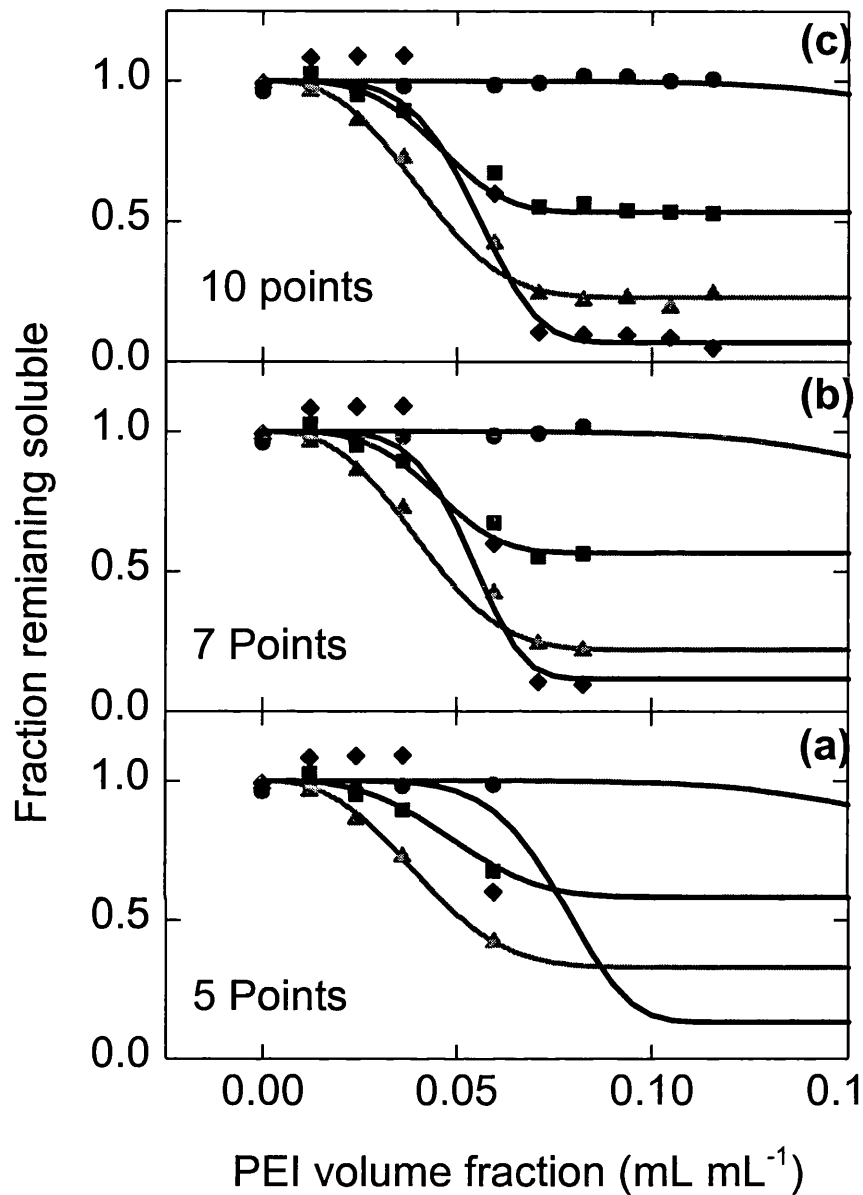 (c)
1.0
0.5
10 points
0.0
(b)
1.0
0.5
7 Points
0.0
(a)
1.0
0.5
5 Points
0.0
0.00 0.05 0.10 0.1
Fraction remianing soluble
PEI volume fraction (mL mL-1)